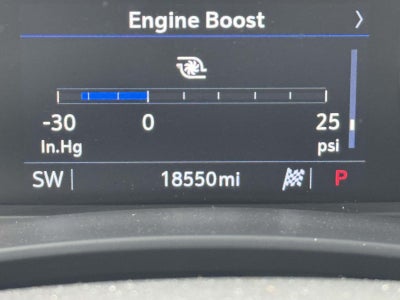 Engine Boost
-30 0 25
In.Hg psi
SW 18550mi P